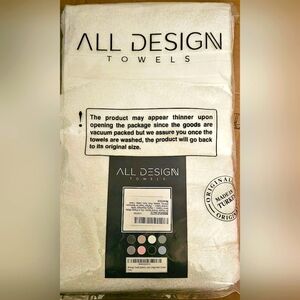 ALL DESIGN
TOWELS
! The product may appear thinner upon
opening the package since the goods are
vacuum packed but we assure you once the
towels are washed, the product will go back
to its original size.
ALL DESIGN
TOWELS
ORIGINAL
MADE IN
TURKEY
ORIGINAL